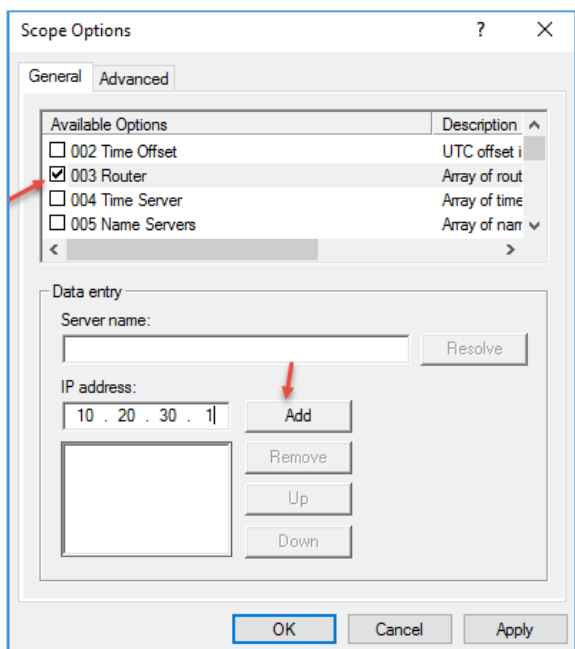 Scope Options ?
General Advanced
Available Options Description
002 Time Offset UTC offset i
003 Router Array of rout
004 Time Server Array of time
005 Name Servers Array of nam
Data entry
Server name:
Resolve
IP address:
10 . 20 . 30 . 1 Add
Remove
Up
Down
OK Cancel Apply